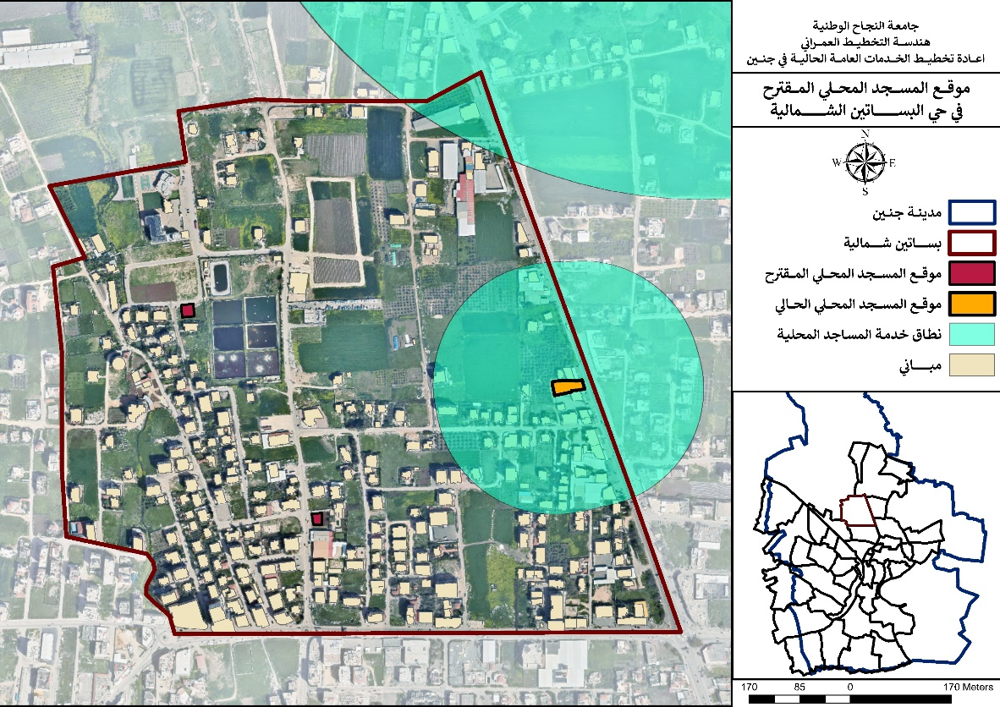 جامعة النجاح الوطنية
هندسة التخطيط العمراني
اعادة تخطيط الخدمات العامة الحالية في جنين
موقع المسجد المحلي المقترح
في حي البساتين الشمالية
N
W E
S
مدينة جنين
بساتين شمالية
موقع المسجد المحلي المقترح
موقع المسجد المحلي الحالي
نطاق خدمة المساجد المحلية
مباني
170 85 0 170 Meters